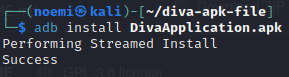 ┌──(noemi㉿kali)-[~/diva-apk-file]
└─$ adb install DivaApplication.apk
Performing Streamed Install
Success